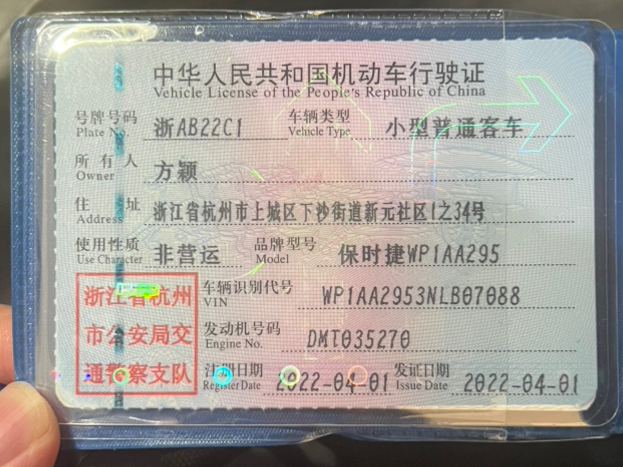 中华人民共和国机动车行驶证
Vehicle License of the People's Republic of China
号牌号码 浙AB22C1 车辆类型 小型普通客车
Plate No. Vehicle Type
所有人 方颖
Owner
住址 浙江省杭州市上城区下沙街道新元社区1之34号
Address
使用性质 非营运 品牌型号 保时捷WP1AA295
Use Character Model
浙江省杭州
市公安局交
通警察支队
车辆识别代号 WP1AA2953NLB07088
VIN
发动机号码 DMT035270
Engine No.
注册日期 2022-04-01 发证日期 2022-04-01
Register Date Issue Date